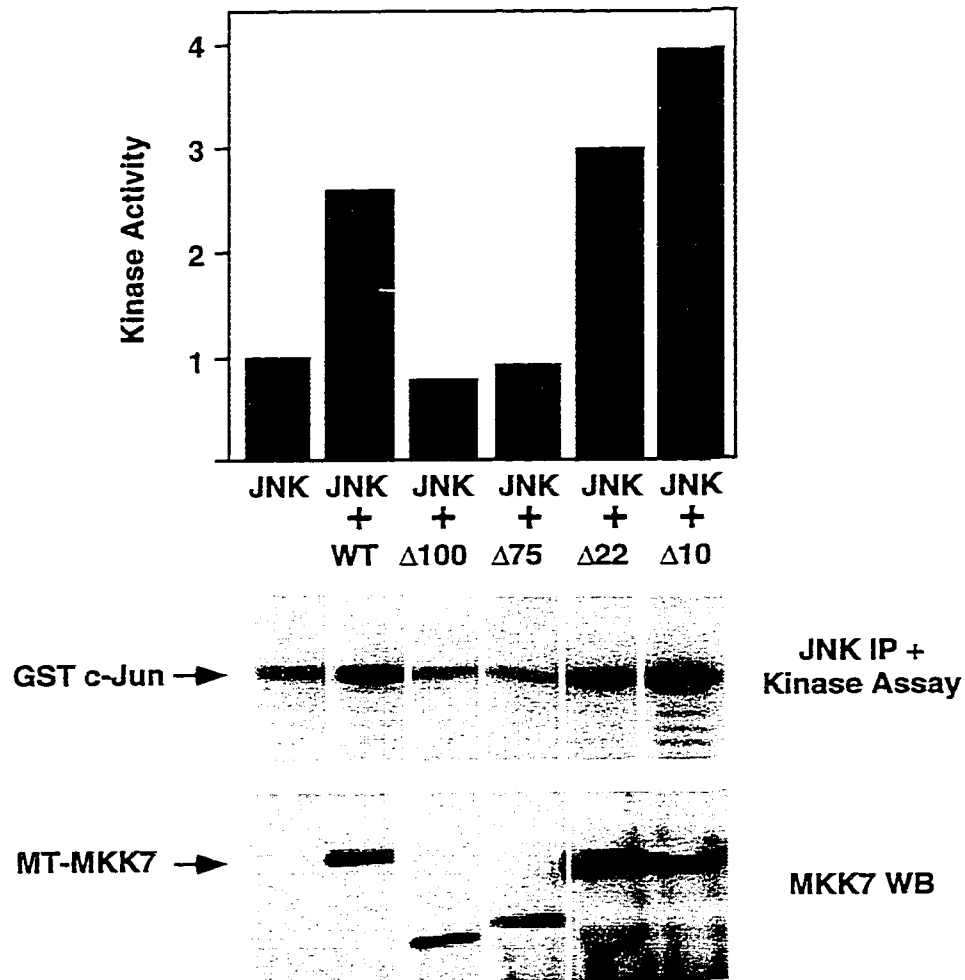 Kinase Activity
4
3
2
1
JNK JNK JNK JNK JNK JNK
+ + + + +
WT Δ100 Δ75 Δ22 Δ10
GST c-Jun
JNK IP +
Kinase Assay
MT-MKK7
MKK7 WB